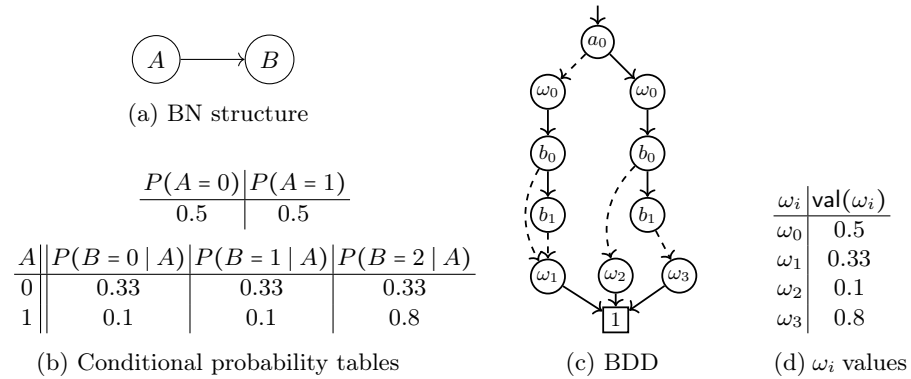 A B
(a) BN structure
P(A = 0) P(A = 1)
0.5 0.5
A P(B = 0 | A) P(B = 1 | A) P(B = 2 | A)
0 0.33 0.33 0.33
1 0.1 0.1 0.8
(b) Conditional probability tables
a₀
ω₀ ω₀
b₀ b₀
b₁ b₁
ω₁ ω₂ ω₃
1
(c) BDD
ωᵢ val(ωᵢ)
ω₀ 0.5
ω₁ 0.33
ω₂ 0.1
ω₃ 0.8
(d) ωᵢ values